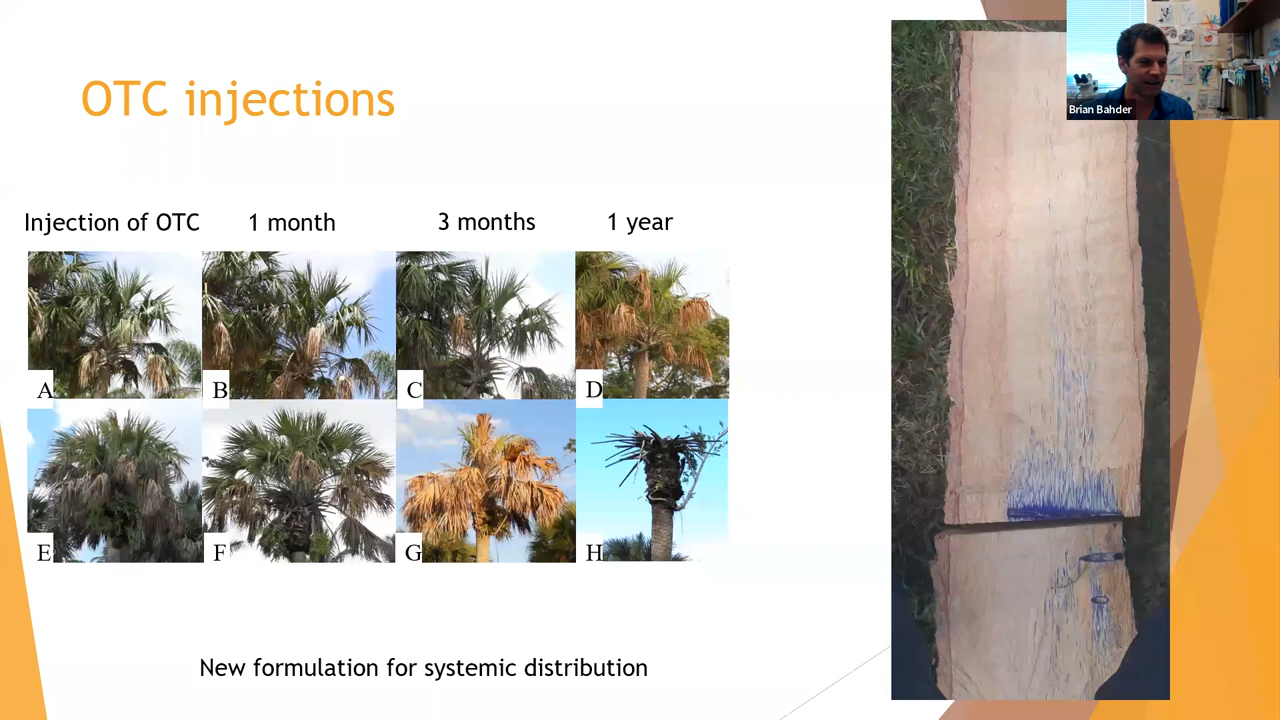 Brian Bahder
OTC injections
Injection of OTC
1 month
3 months
1 year
A
B
C
D
E
F
G
H
New formulation for systemic distribution